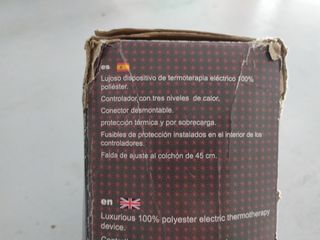 es
Lujoso dispositivo de termoterapia eléctrico 100%
poliéster.
Controlador con tres niveles de calor.
Conector desmontable.
protección térmica y por sobrecarga.
Fusibles de protección instalados en el interior de los
controladores.
Falda de ajuste al colchón de 45 cm.
en
Luxurious 100% polyester electric thermotherapy
device.